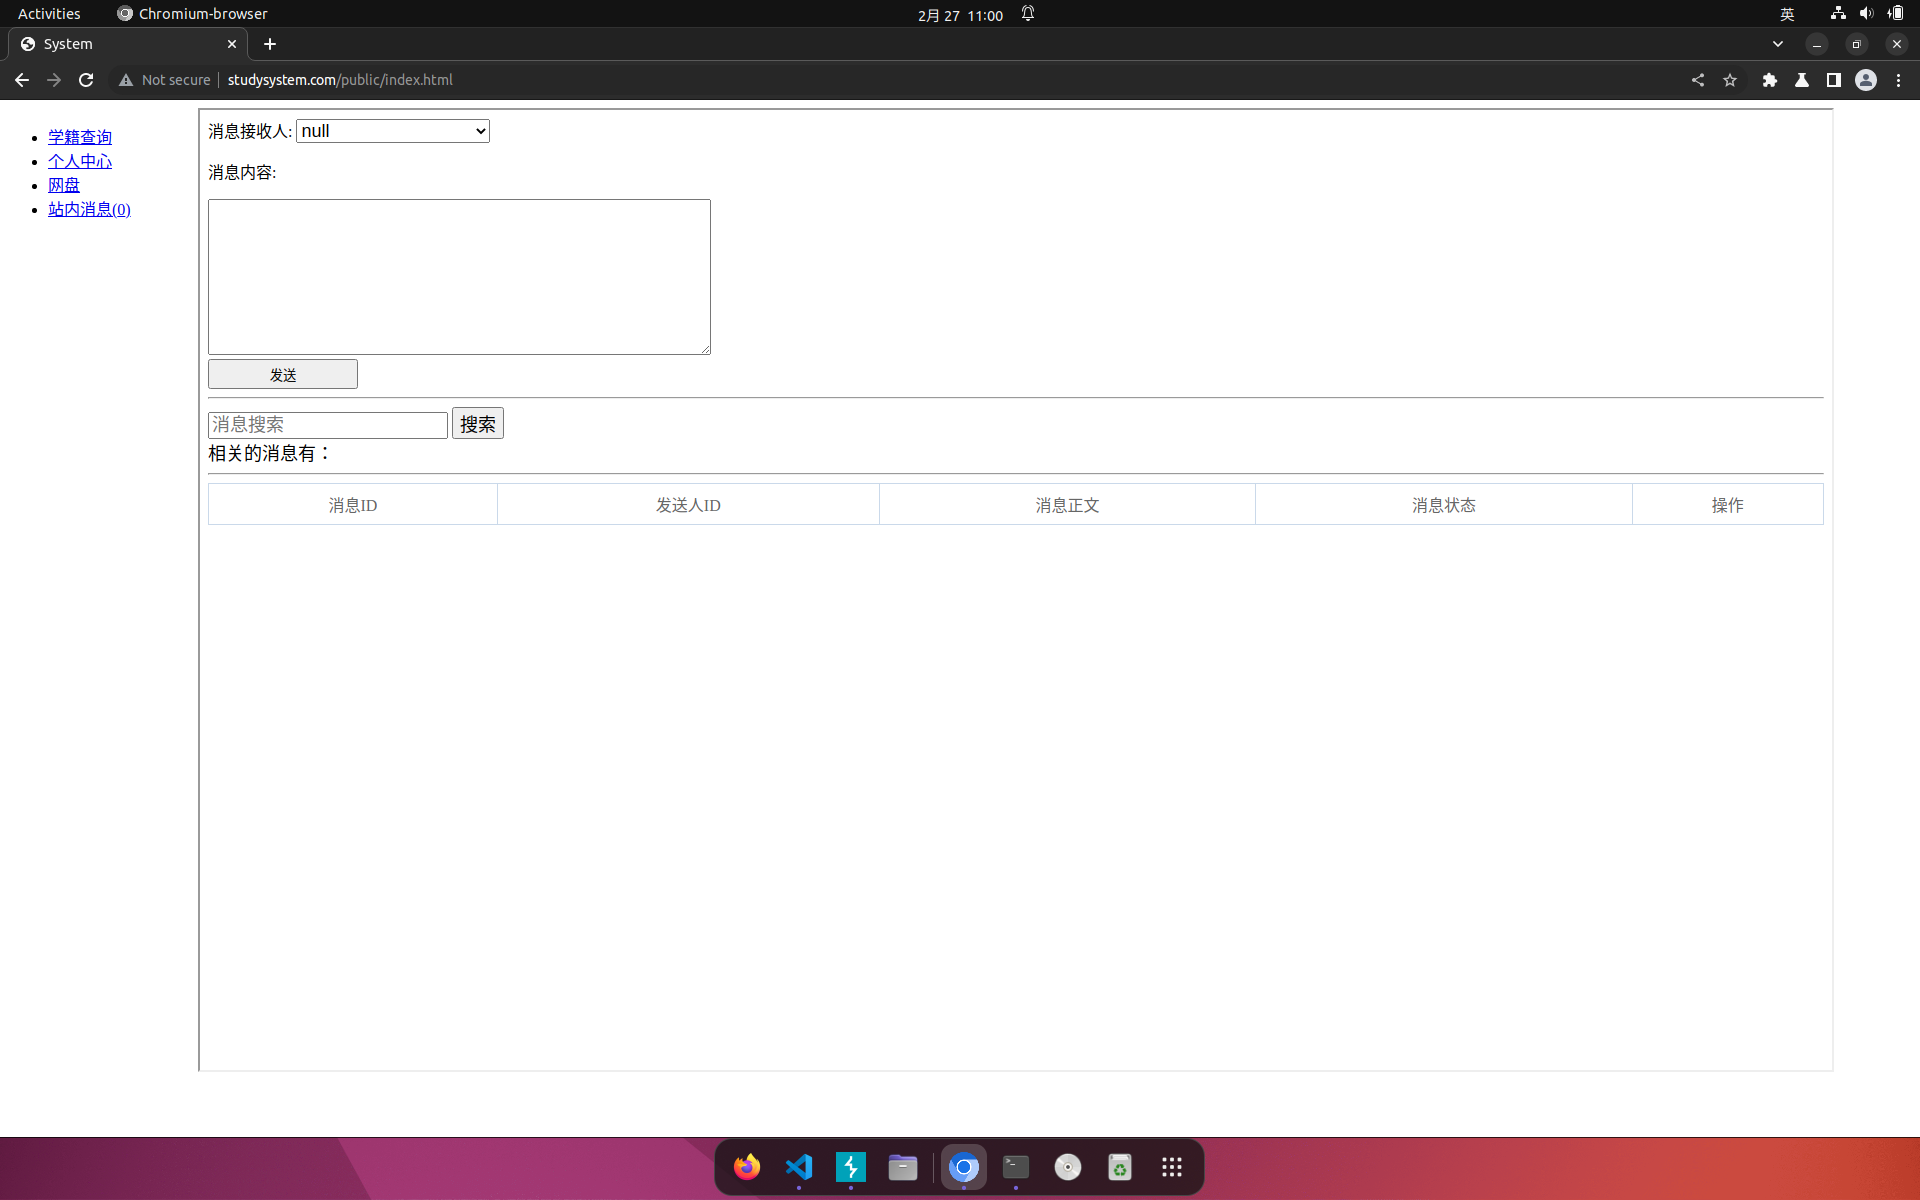 Activities
Chromium-browser
2月 27 11:00
英
System
Not secure
studysystem.com/public/index.html
学籍查询
个人中心
网盘
站内消息(0)
消息接收人: null
消息内容:
发送
消息搜索 搜索
相关的消息有：
消息ID 发送人ID 消息正文 消息状态 操作